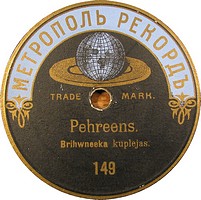 МЕТРОПОЛЬ РЕКОРДЪ
TRADE MARK.
Pehreens.
Brihwneeka kuplejas.
149